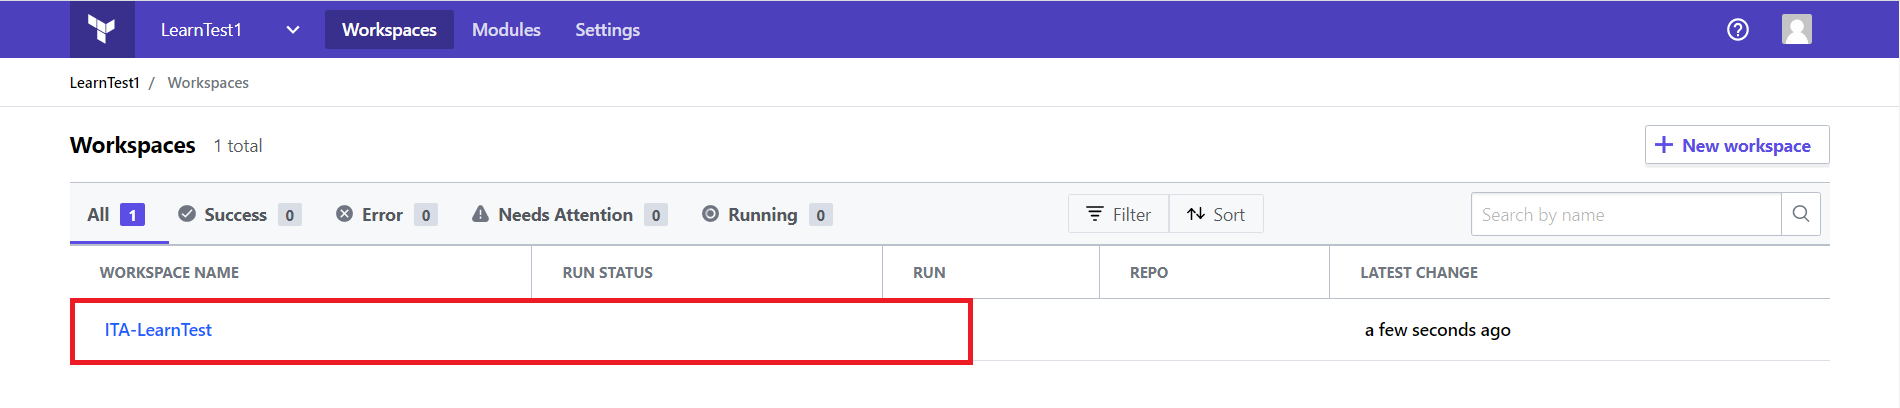 LearnTest1 Workspaces Modules Settings
LearnTest1 / Workspaces
Workspaces 1 total + New workspace
All 1 Success 0 Error 0 Needs Attention 0 Running 0 Filter Sort Search by name
WORKSPACE NAME RUN STATUS RUN REPO LATEST CHANGE
ITA-LearnTest a few seconds ago